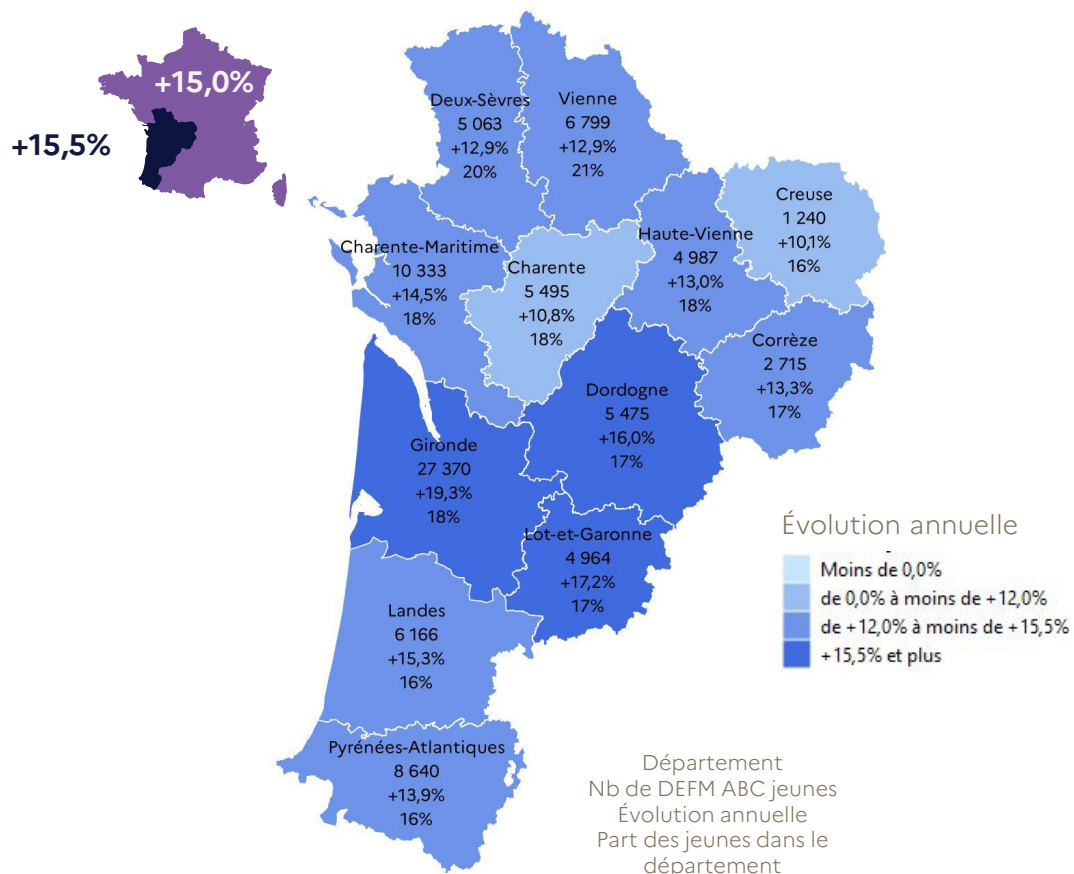 +15,0%
+15,5%
Deux-Sèvres
5 063
+12,9%
20%
Vienne
6 799
+12,9%
21%
Creuse
1 240
+10,1%
16%
Haute-Vienne
4 987
+13,0%
18%
Charente-Maritime
10 333
+14,5%
18%
Charente
5 495
+10,8%
18%
Corrèze
2 715
+13,3%
17%
Dordogne
5 475
+16,0%
17%
Gironde
27 370
+19,3%
18%
Lot-et-Garonne
4 964
+17,2%
17%
Landes
6 166
+15,3%
16%
Pyrénées-Atlantiques
8 640
+13,9%
16%
Évolution annuelle
Moins de 0,0%
de 0,0% à moins de +12,0%
de +12,0% à moins de +15,5%
+15,5% et plus
Département
Nb de DEFM ABC jeunes
Évolution annuelle
Part des jeunes dans le
département